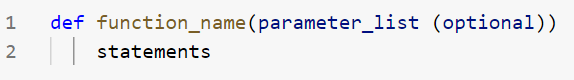 1 def function_name(parameter_list (optional))
2 statements